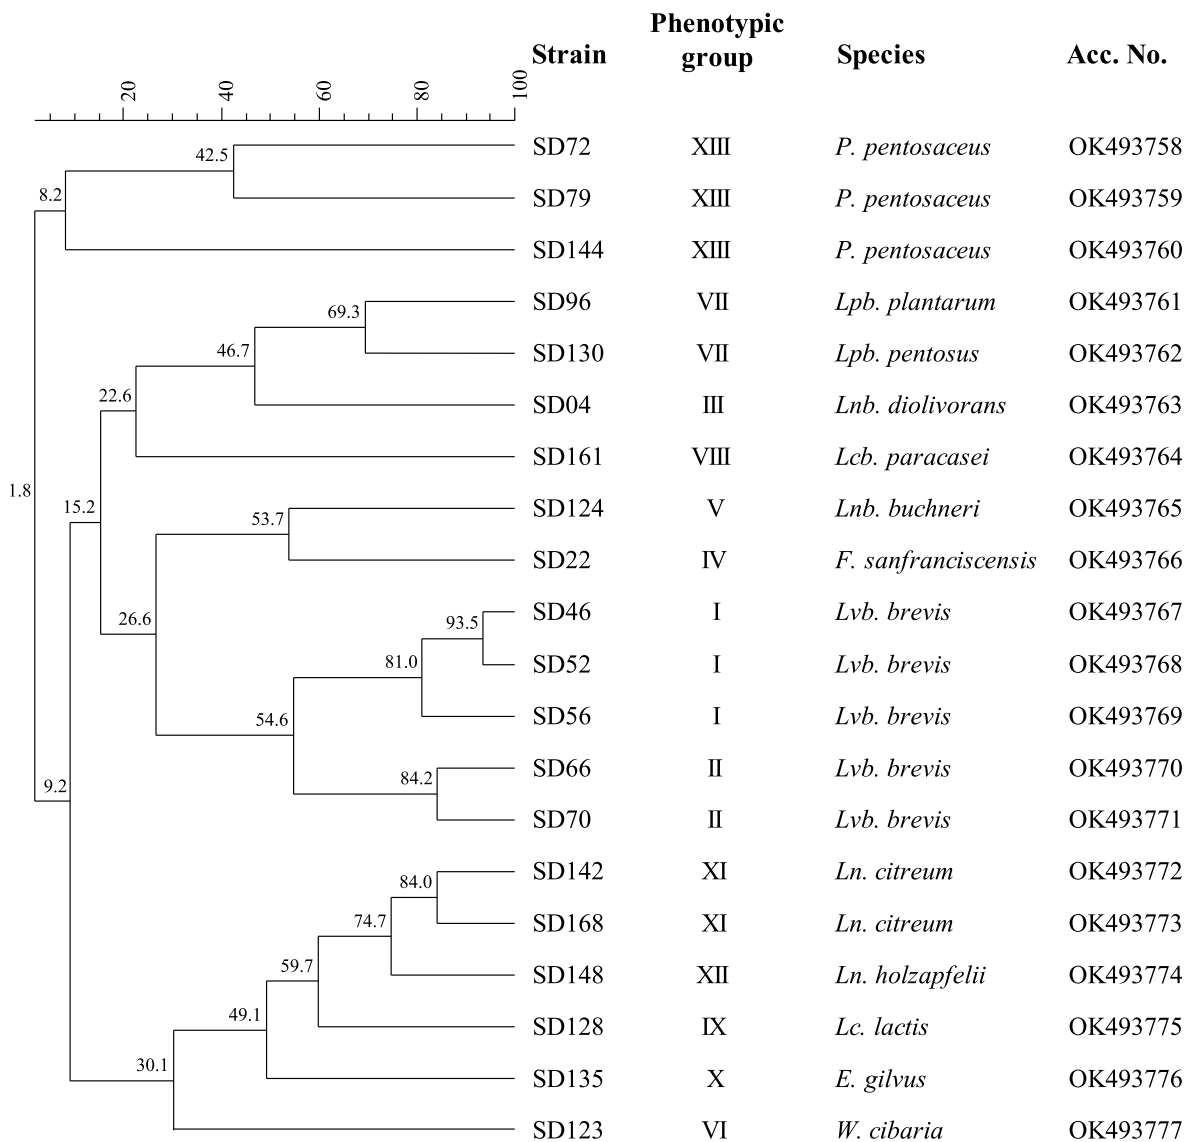 Phenotypic
Strain group Species Acc. No.
20 40 60 80 100
SD72 XIII P. pentosaceus OK493758
42.5
SD79 XIII P. pentosaceus OK493759
8.2
SD144 XIII P. pentosaceus OK493760
SD96 VII Lpb. plantarum OK493761
69.3
46.7
SD130 VII Lpb. pentosus OK493762
22.6
SD04 III Lnb. diolivorans OK493763
SD161 VIII Lcb. paracasei OK493764
1.8
15.2
SD124 V Lnb. buchneri OK493765
53.7
SD22 IV F. sanfranciscensis OK493766
26.6
SD46 I Lvb. brevis OK493767
93.5
81.0
SD52 I Lvb. brevis OK493768
54.6
SD56 I Lvb. brevis OK493769
SD66 II Lvb. brevis OK493770
84.2
9.2
SD70 II Lvb. brevis OK493771
SD142 XI Ln. citreum OK493772
84.0
74.7
SD168 XI Ln. citreum OK493773
59.7
SD148 XII Ln. holzapfelii OK493774
49.1
SD128 IX Lc. lactis OK493775
30.1
SD135 X E. gilvus OK493776
SD123 VI W. cibaria OK493777